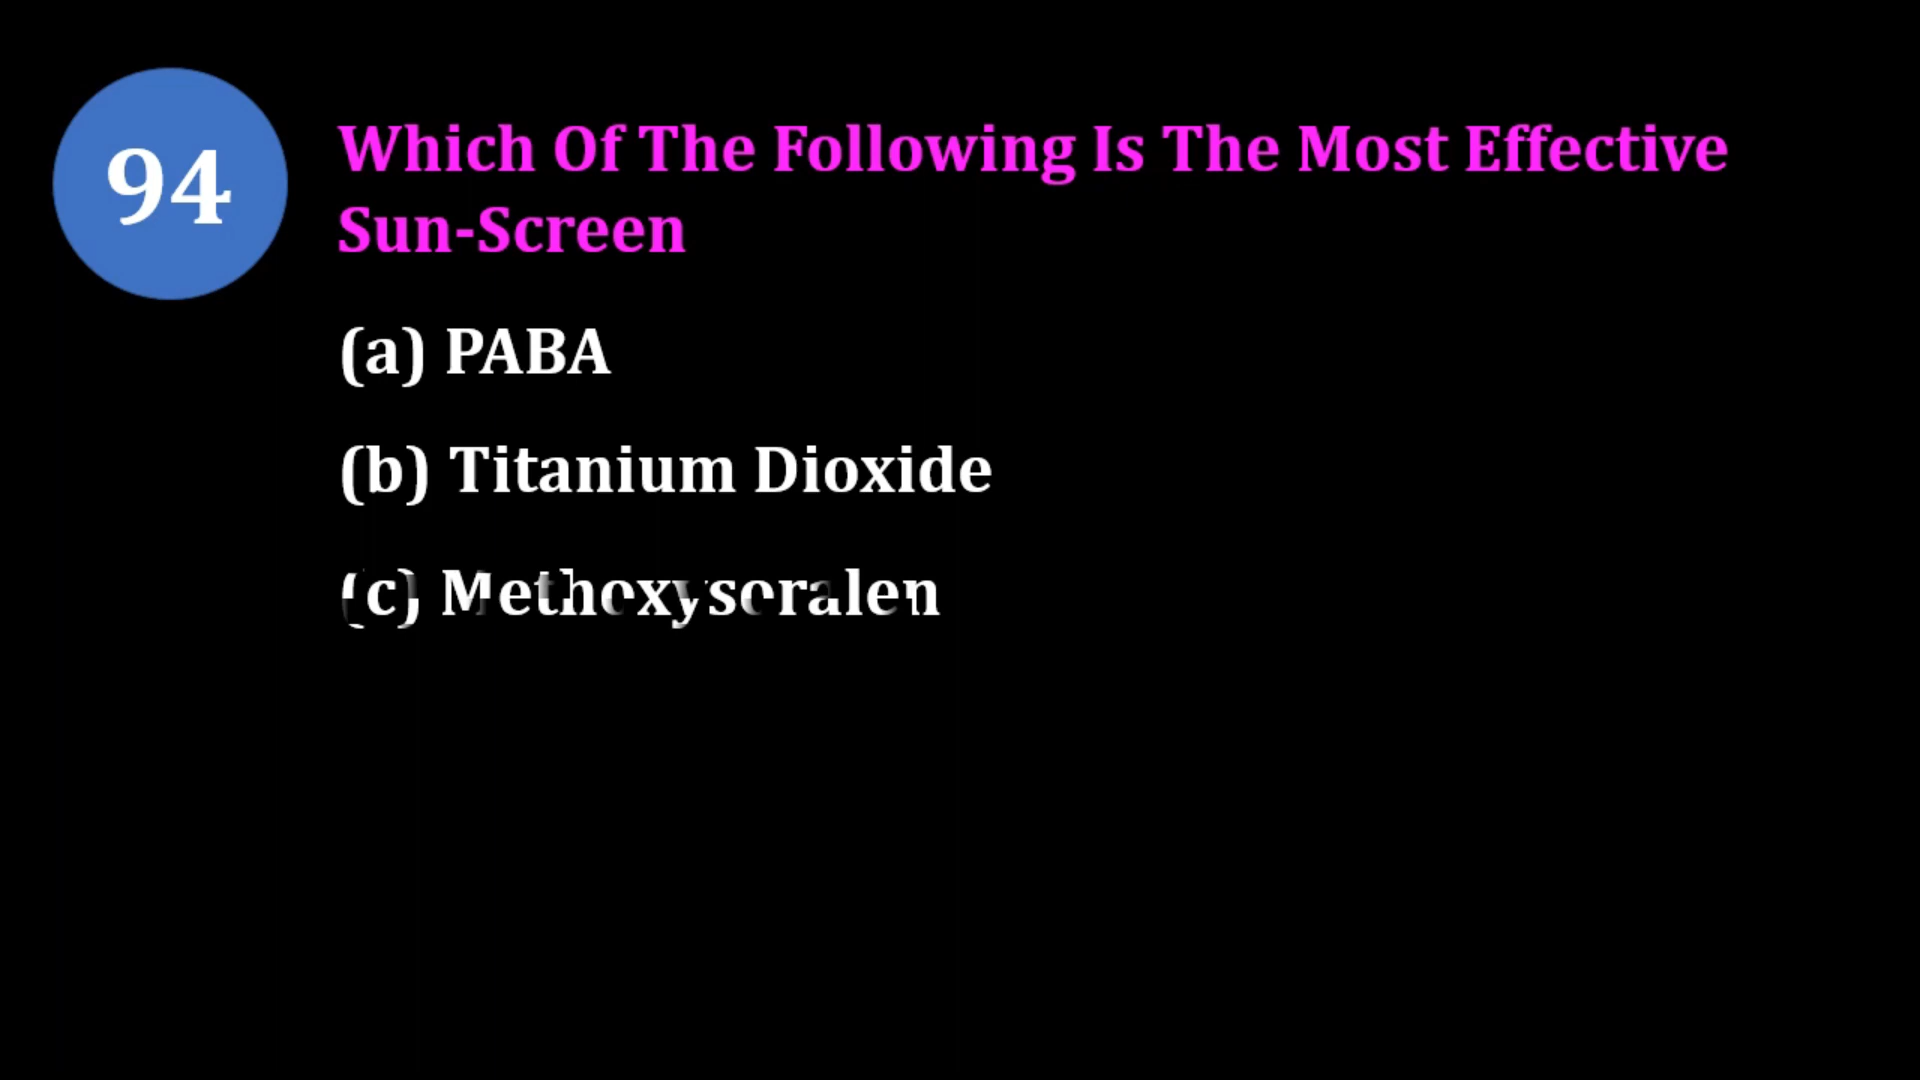 94
Which Of The Following Is The Most Effective
Sun-Screen
(a) PABA
(b) Titanium Dioxide
(c) Methoxysoralen